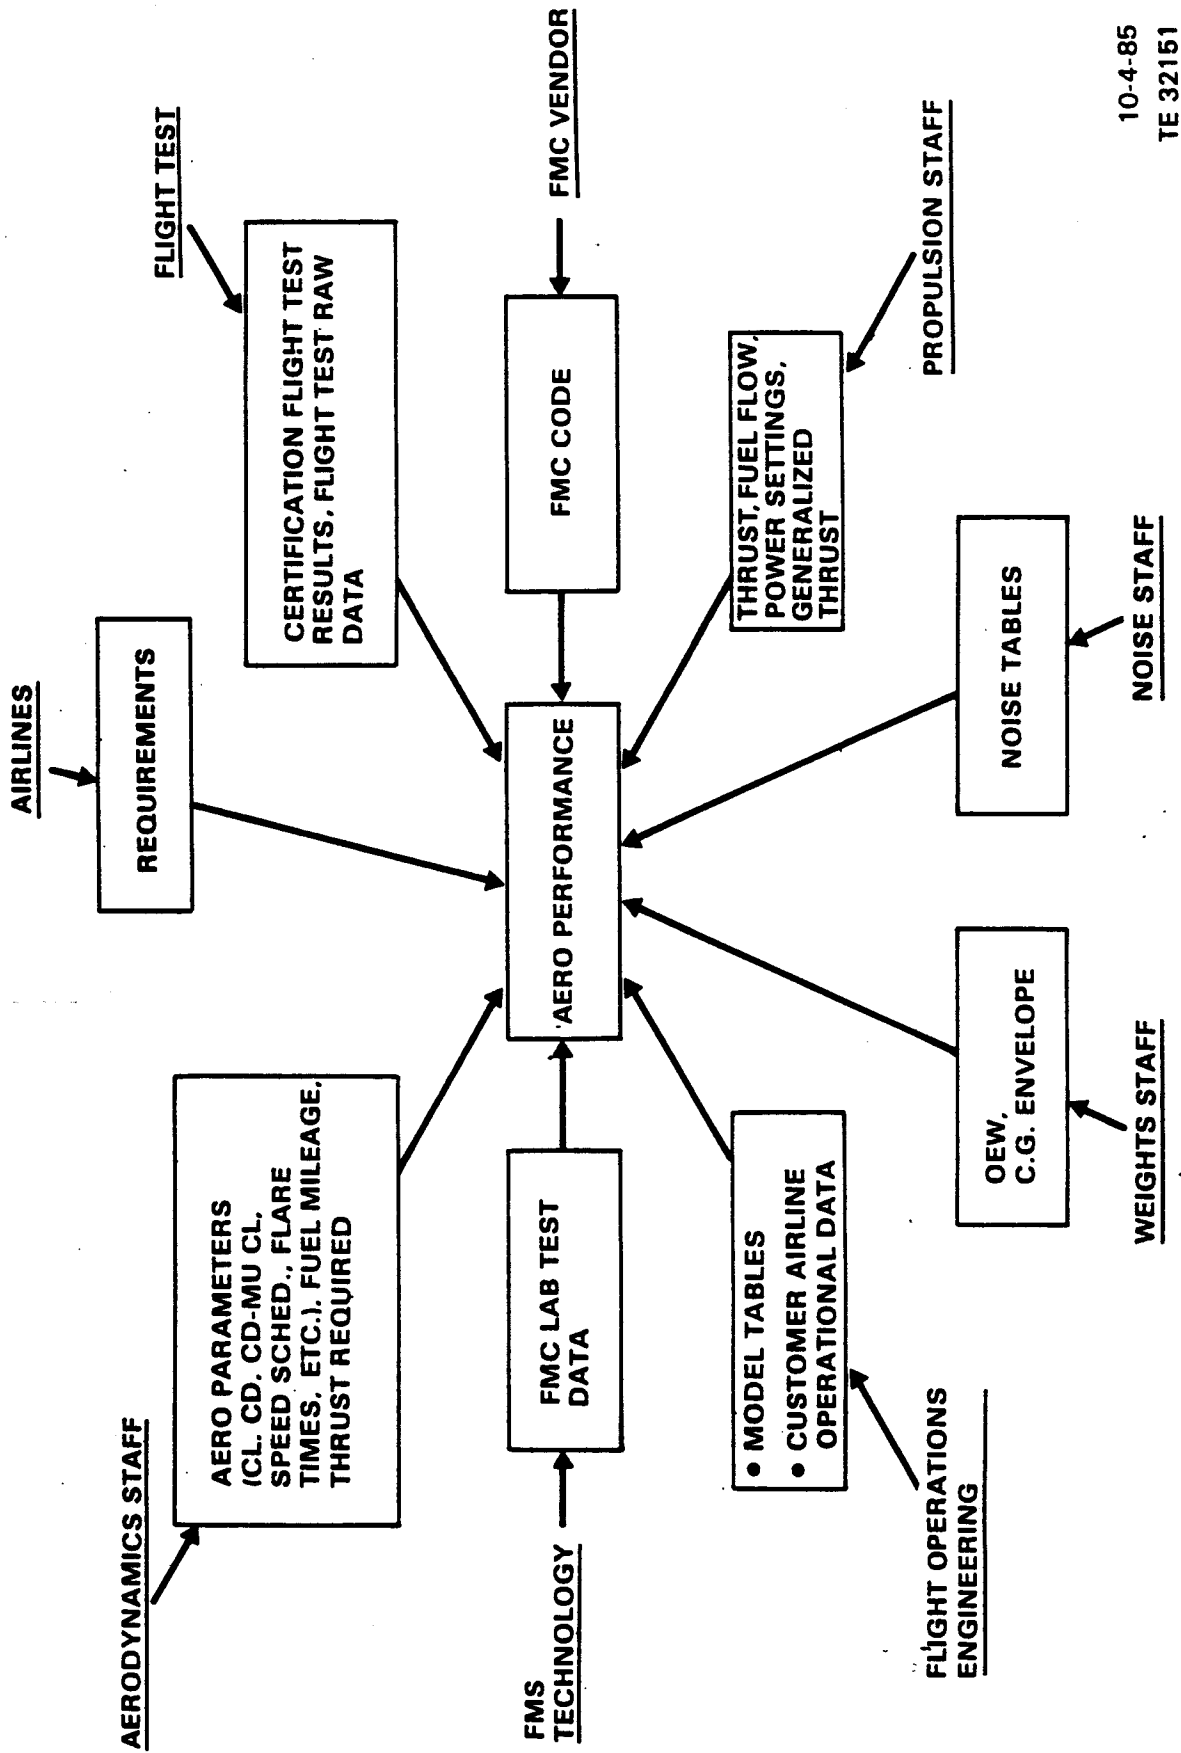 AIRLINES
REQUIREMENTS
FLIGHT TEST
CERTIFICATION FLIGHT TEST
RESULTS, FLIGHT TEST RAW
DATA
AERODYNAMICS STAFF
AERO PARAMETERS
(CL. CD. CD-MU CL,
SPEED SCHED., FLARE
TIMES. ETC.), FUEL MILEAGE,
THRUST REQUIRED
FMS
TECHNOLOGY
FMC LAB TEST
DATA
AERO PERFORMANCE
FMC CODE
FMC VENDOR
• MODEL TABLES
• CUSTOMER AIRLINE
OPERATIONAL DATA
FLIGHT OPERATIONS
ENGINEERING
THRUST, FUEL FLOW,
POWER SETTINGS,
GENERALIZED
THRUST
PROPULSION STAFF
OEW,
C.G. ENVELOPE
WEIGHTS STAFF
NOISE TABLES
NOISE STAFF
10-4-85
TE 32151